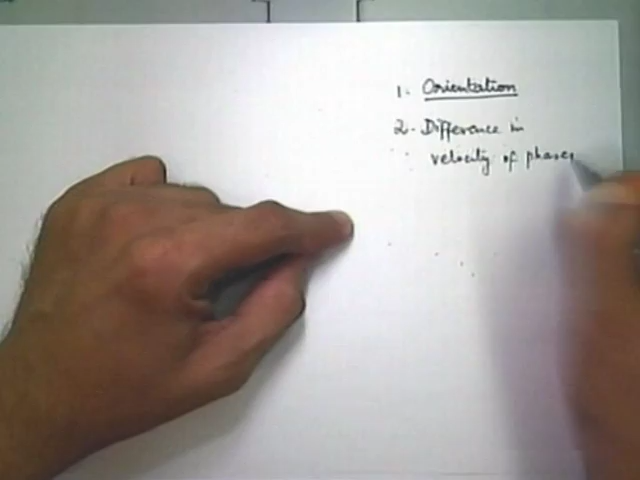 1. Orientation
2. Difference in
velocity of phases